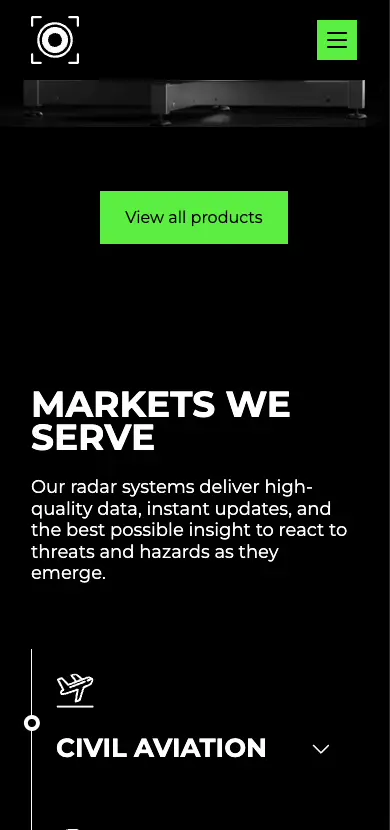 View all products
MARKETS WE
SERVE
Our radar systems deliver high-
quality data, instant updates, and
the best possible insight to react to
threats and hazards as they
emerge.
CIVIL AVIATION